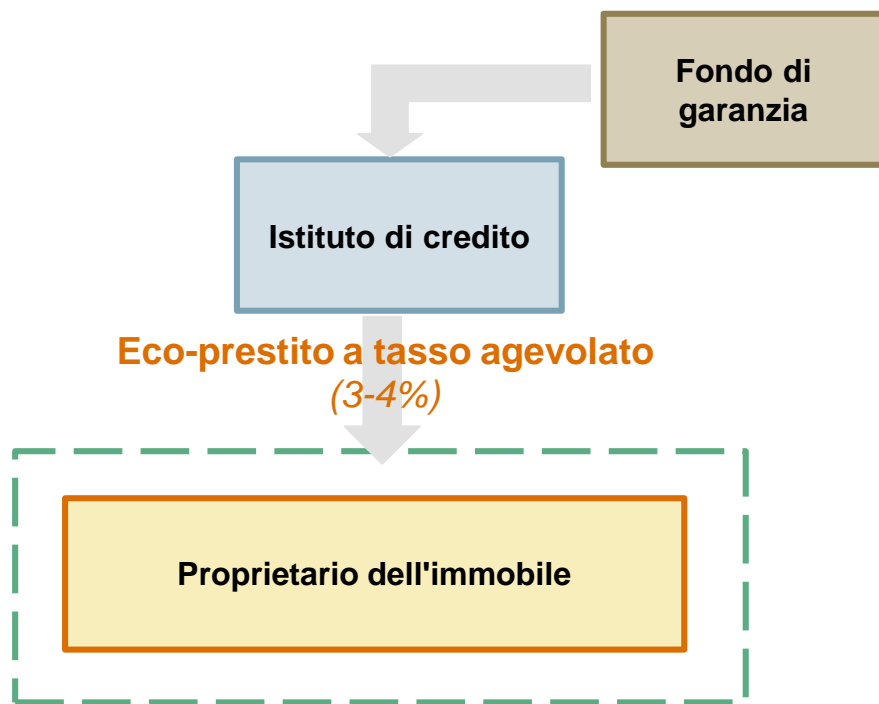 Fondo di
garanzia
Istituto di credito
Eco-prestito a tasso agevolato
(3-4%)
Proprietario dell'immobile